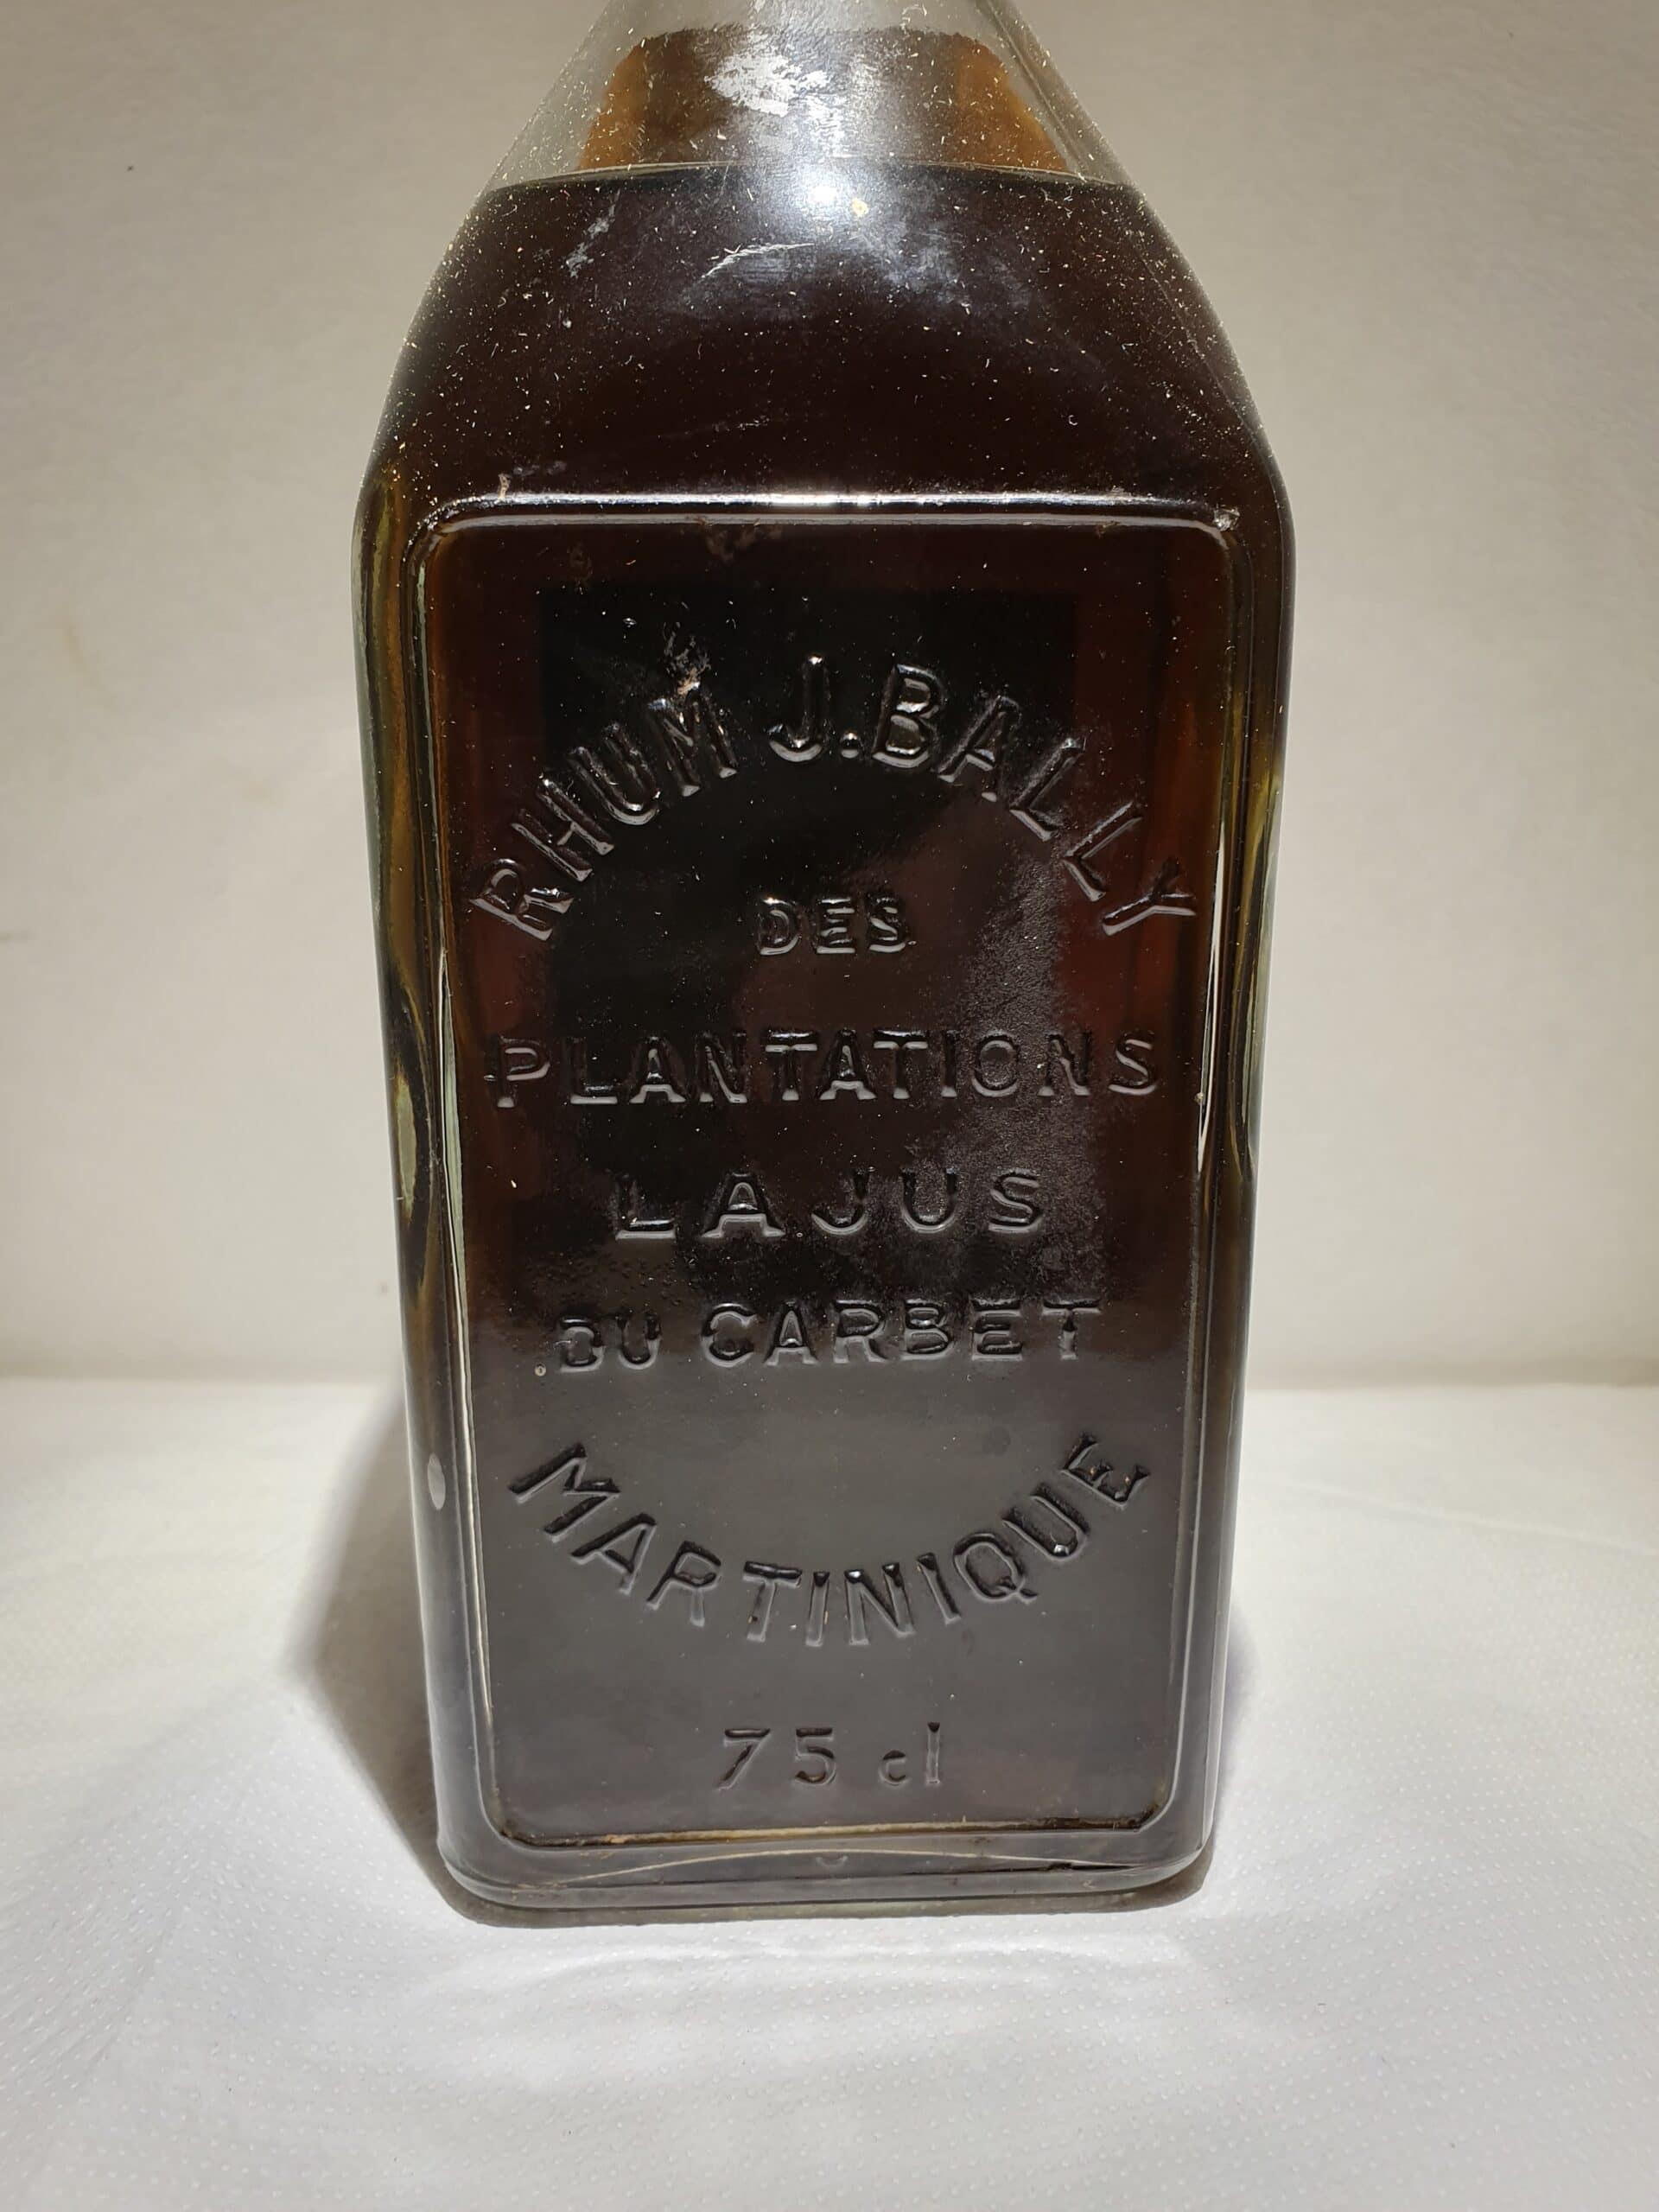 RHUM J.BALLY
DES
PLANTATIONS
LAJUS
DU CARBET
MARTINIQUE
75 cl